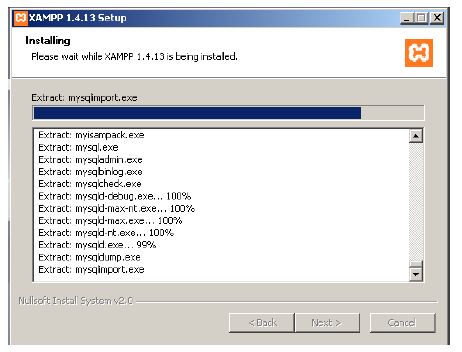 XAMPP 1.4.13 Setup
Installing
Please wait while XAMPP 1.4.13 is being installed.
Extract: mysqlimport.exe
Extract: myisampack.exe
Extract: mysql.exe
Extract: mysqladmin.exe
Extract: mysqlbinlog.exe
Extract: mysqlcheck.exe
Extract: mysqld-debug.exe... 100%
Extract: mysqld-max-nt.exe... 100%
Extract: mysqld-max.exe... 100%
Extract: mysqld-nt.exe... 100%
Extract: mysqld.exe... 99%
Extract: mysqldump.exe
Extract: mysqlimport.exe
Nullsoft Install System v2.0
< Back
Next >
Cancel